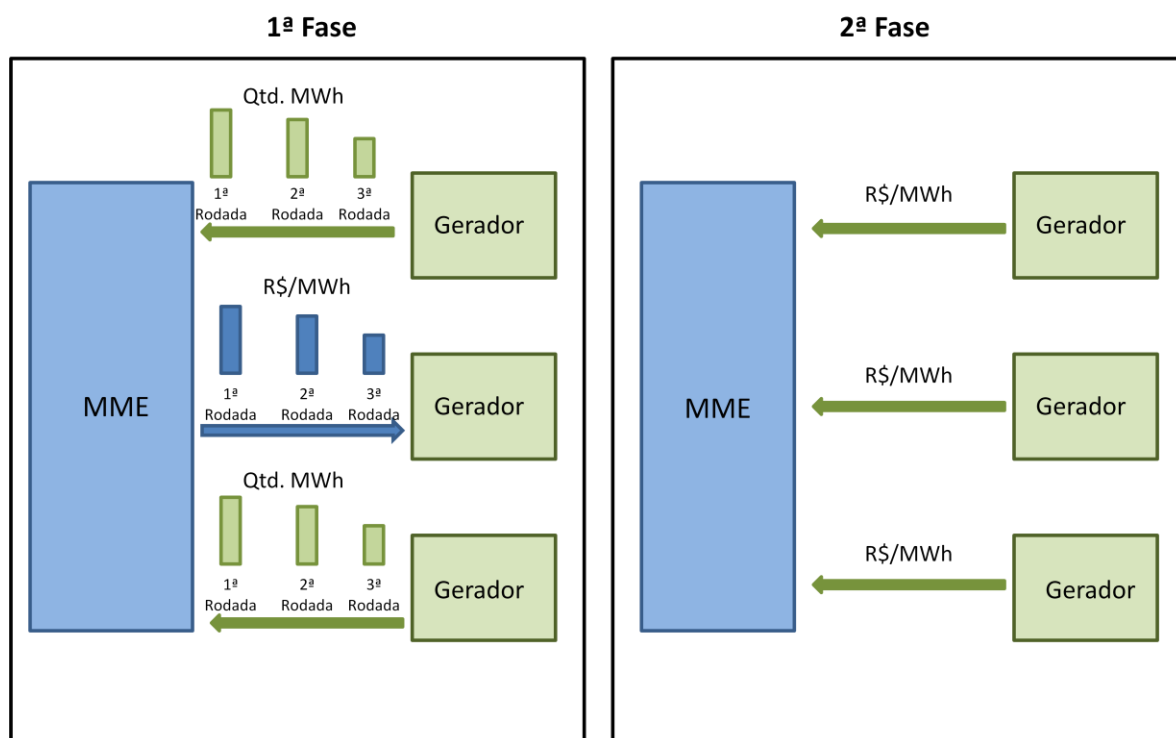 1ª Fase
Qtd. MWh
1ª
Rodada
2ª
Rodada
3ª
Rodada
Gerador
R$/MWh
1ª
Rodada
2ª
Rodada
3ª
Rodada
MME
Gerador
Qtd. MWh
1ª
Rodada
2ª
Rodada
3ª
Rodada
Gerador
2ª Fase
R$/MWh
Gerador
MME
R$/MWh
Gerador
R$/MWh
Gerador